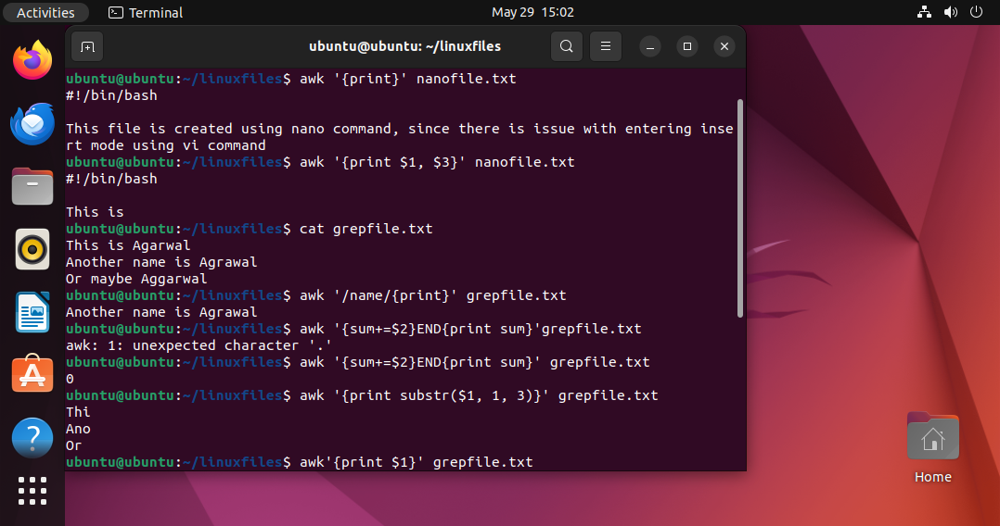 Activities
Terminal
May 29 15:02
ubuntu@ubuntu: ~/linuxfiles
ubuntu@ubuntu:~/linuxfiles$ awk '{print}' nanofile.txt
#!/bin/bash
This file is created using nano command, since there is issue with entering inse
rt mode using vi command
ubuntu@ubuntu:~/linuxfiles$ awk '{print $1, $3}' nanofile.txt
#!/bin/bash
This is
ubuntu@ubuntu:~/linuxfiles$ cat grepfile.txt
This is Agarwal
Another name is Agrawal
Or maybe Aggarwal
ubuntu@ubuntu:~/linuxfiles$ awk '/name/{print}' grepfile.txt
Another name is Agrawal
ubuntu@ubuntu:~/linuxfiles$ awk '{sum+=$2}END{print sum}'grepfile.txt
awk: 1: unexpected character '.'
ubuntu@ubuntu:~/linuxfiles$ awk '{sum+=$2}END{print sum}' grepfile.txt
0
ubuntu@ubuntu:~/linuxfiles$ awk '{print substr($1, 1, 3)}' grepfile.txt
Thi
Ano
Or
ubuntu@ubuntu:~/linuxfiles$ awk'{print $1}' grepfile.txt
Home